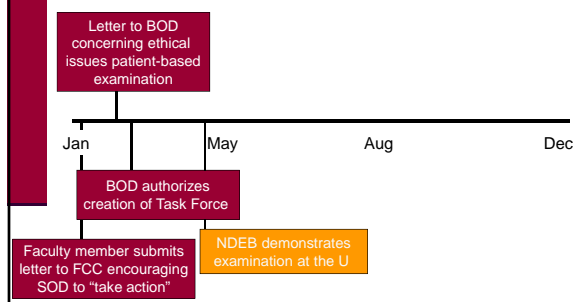 Letter to BOD
concerning ethical
issues patient-based
examination
Jan May Aug Dec
BOD authorizes
creation of Task Force
Faculty member submits
letter to FCC encouraging
SOD to “take action”
NDEB demonstrates
examination at the U